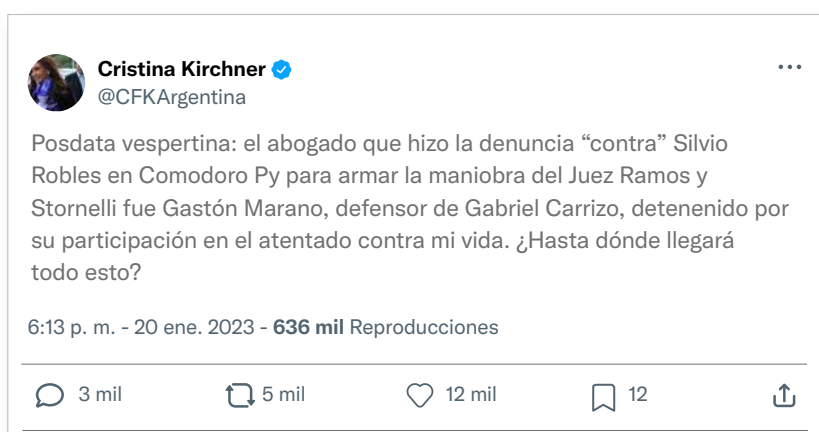 Cristina Kirchner
@CFKArgentina
Posdata vespertina: el abogado que hizo la denuncia “contra” Silvio
Robles en Comodoro Py para armar la maniobra del Juez Ramos y
Stornelli fue Gastón Marano, defensor de Gabriel Carrizo, detenenido por
su participación en el atentado contra mi vida. ¿Hasta dónde llegará
todo esto?
6:13 p. m. - 20 ene. 2023 - 636 mil Reproducciones
3 mil 5 mil 12 mil 12